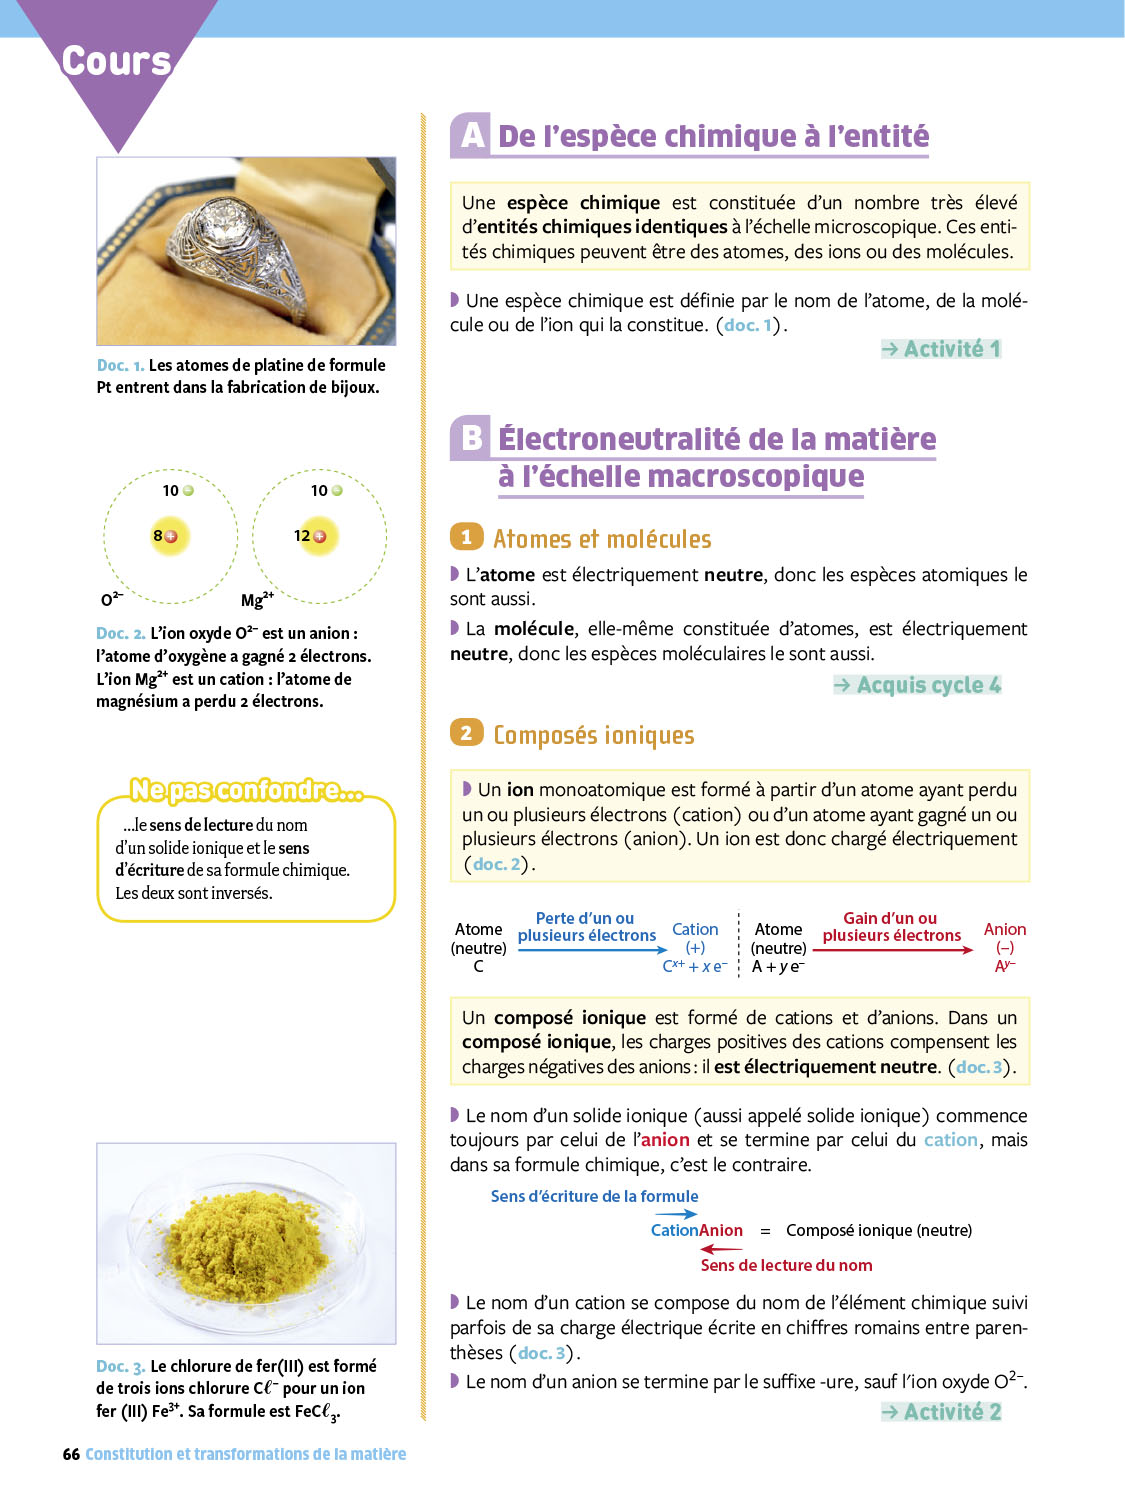 Cours
Doc. 1. Les atomes de platine de formule
Pt entrent dans la fabrication de bijoux.
10 –
8 +
O²⁻
10 –
12 +
Mg²⁺
Doc. 2. L’ion oxyde O²⁻ est un anion :
l’atome d’oxygène a gagné 2 électrons.
L’ion Mg²⁺ est un cation : l’atome de
magnésium a perdu 2 électrons.
Ne pas confondre...
...le sens de lecture du nom
d’un solide ionique et le sens
d’écriture de sa formule chimique.
Les deux sont inversés.
Doc. 3. Le chlorure de fer(III) est formé
de trois ions chlorure Cℓ⁻ pour un ion
fer (III) Fe³⁺. Sa formule est FeCℓ₃.
A De l’espèce chimique à l’entité
Une espèce chimique est constituée d’un nombre très élevé
d’entités chimiques identiques à l’échelle microscopique. Ces enti-
tés chimiques peuvent être des atomes, des ions ou des molécules.
Une espèce chimique est définie par le nom de l’atome, de la molé-
cule ou de l’ion qui la constitue. (doc. 1).
→ Activité 1
B Électroneutralité de la matière
à l’échelle macroscopique
1 Atomes et molécules
L’atome est électriquement neutre, donc les espèces atomiques le
sont aussi.
La molécule, elle-même constituée d’atomes, est électriquement
neutre, donc les espèces moléculaires le sont aussi.
→ Acquis cycle 4
2 Composés ioniques
Un ion monoatomique est formé à partir d’un atome ayant perdu
un ou plusieurs électrons (cation) ou d’un atome ayant gagné un ou
plusieurs électrons (anion). Un ion est donc chargé électriquement
(doc. 2).
Atome
(neutre)
C
Perte d’un ou
plusieurs électrons
Cation
(+)
Cˣ⁺ + x e⁻
Atome
(neutre)
A + y e⁻
Gain d’un ou
plusieurs électrons
Anion
(–)
Aʸ⁻
Un composé ionique est formé de cations et d’anions. Dans un
composé ionique, les charges positives des cations compensent les
charges négatives des anions : il est électriquement neutre. (doc. 3).
Le nom d’un solide ionique (aussi appelé solide ionique) commence
toujours par celui de l’anion et se termine par celui du cation, mais
dans sa formule chimique, c’est le contraire.
Sens d’écriture de la formule
CationAnion = Composé ionique (neutre)
Sens de lecture du nom
Le nom d’un cation se compose du nom de l’élément chimique suivi
parfois de sa charge électrique écrite en chiffres romains entre paren-
thèses (doc. 3).
Le nom d’un anion se termine par le suffixe -ure, sauf l’ion oxyde O²⁻.
→ Activité 2
66 Constitution et transformations de la matière